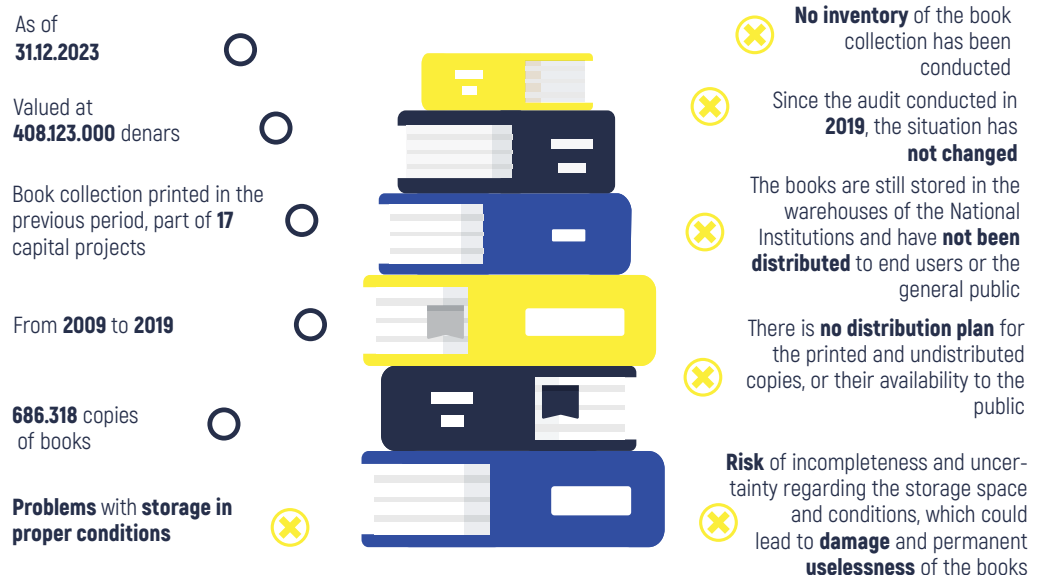 As of
31.12.2023
Valued at
408.123.000 denars
Book collection printed in the
previous period, part of 17
capital projects
From 2009 to 2019
686.318 copies
of books
Problems with storage in
proper conditions
No inventory of the book
collection has been
conducted
Since the audit conducted in
2019, the situation has
not changed
The books are still stored in the
warehouses of the National
Institutions and have not been
distributed to end users or the
general public
There is no distribution plan for
the printed and undistributed
copies, or their availability to the
public
Risk of incompleteness and uncer-
tainty regarding the storage space
and conditions, which could
lead to damage and permanent
uselessness of the books